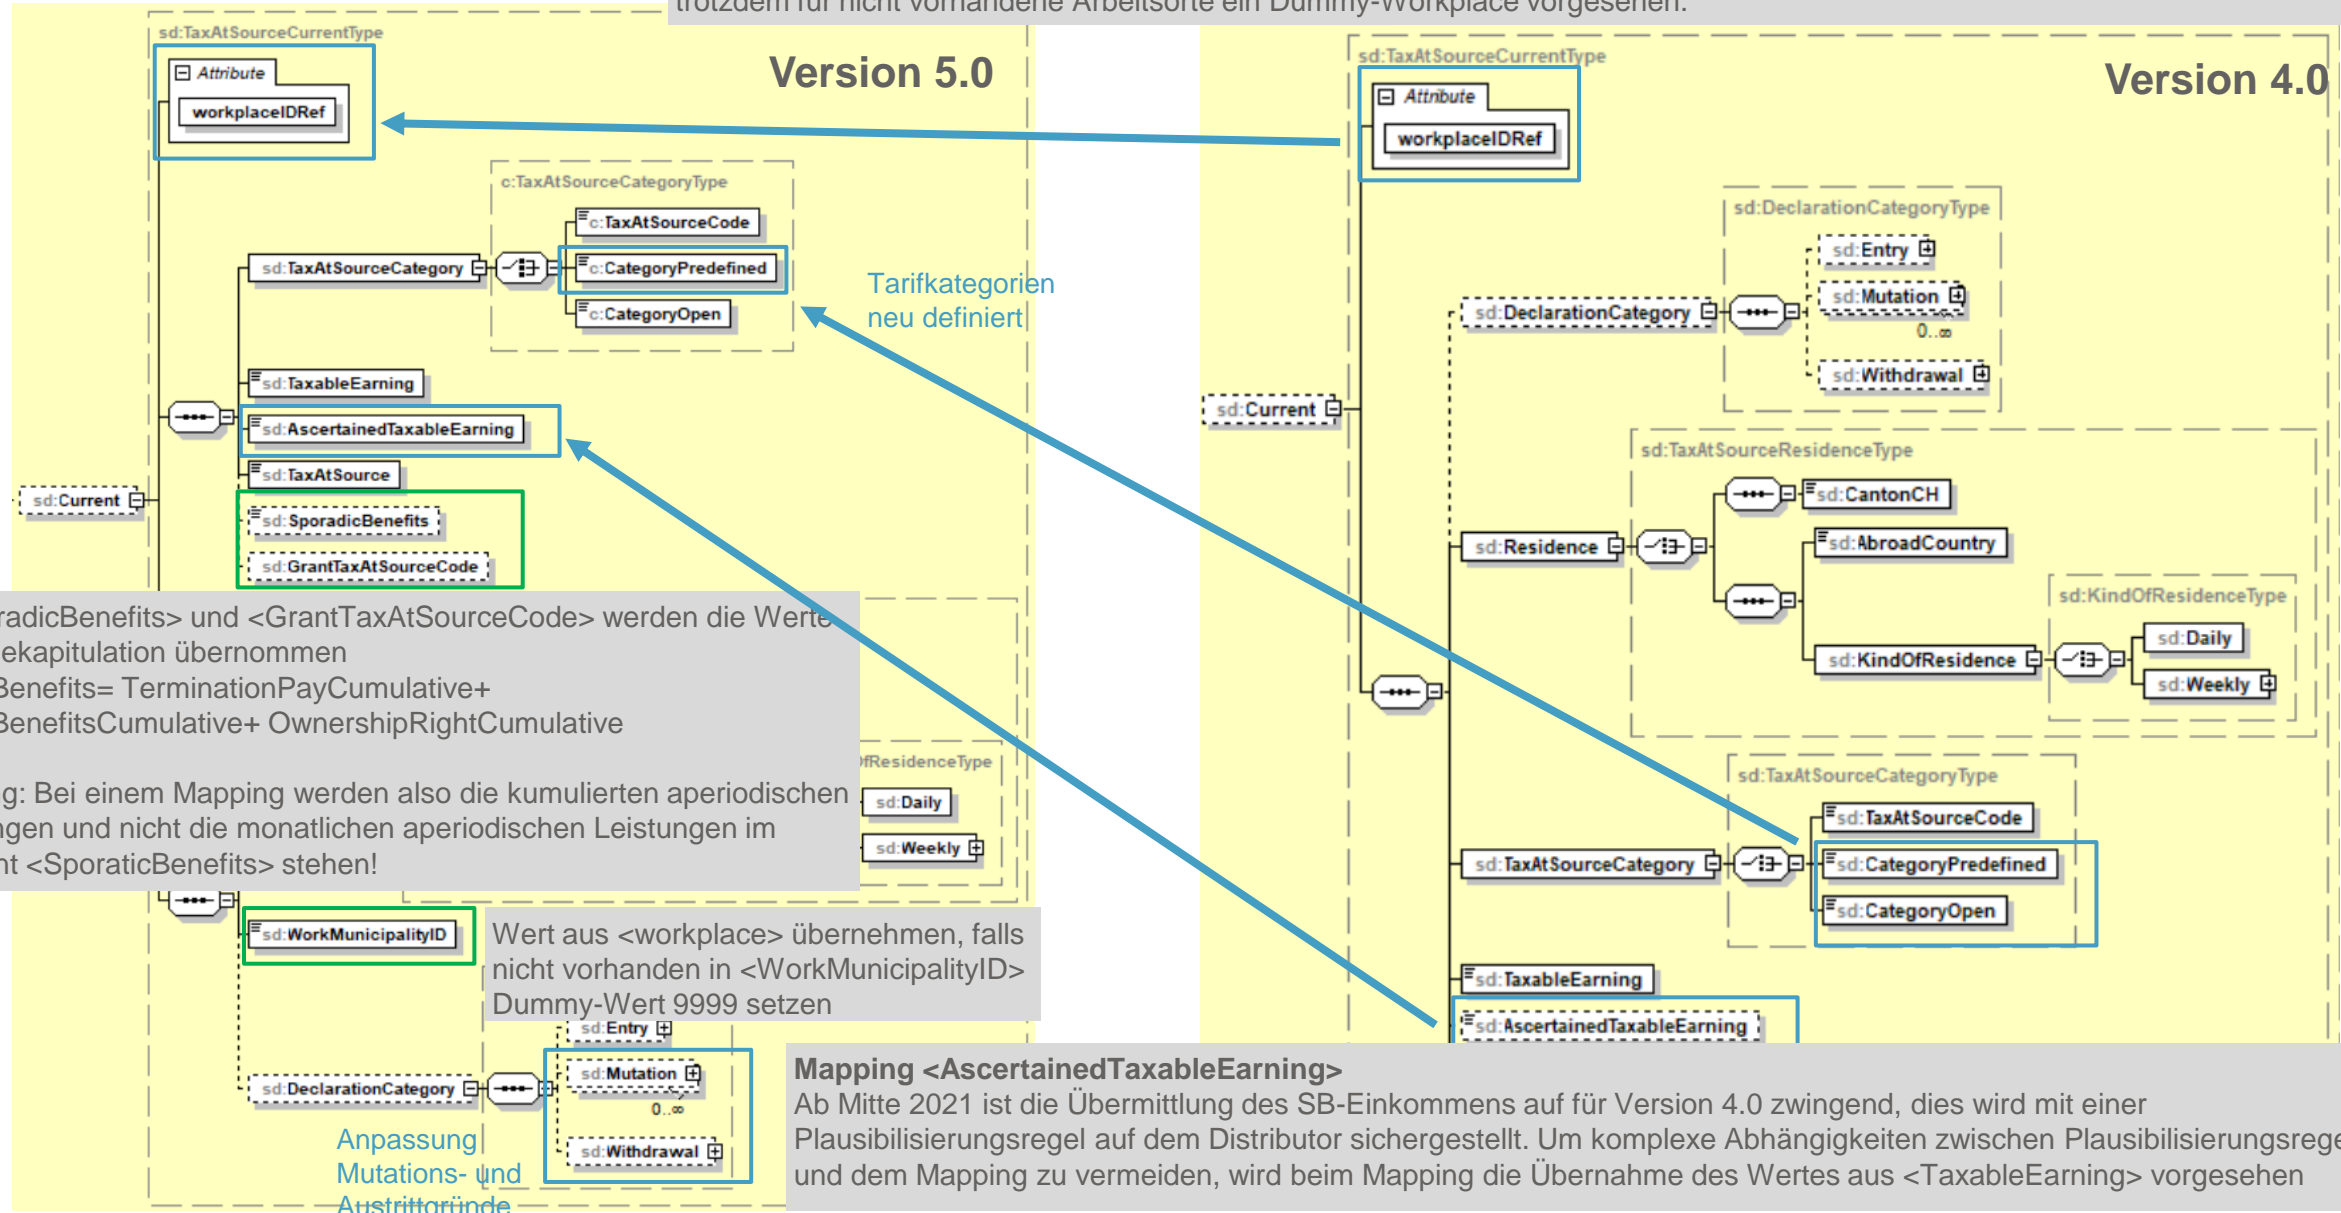 trotzdem für nicht vorhandene Arbeitsorte ein Dummy-Workplace vorgesehen.
Version 5.0
sd:TaxAtSourceCurrentType
Attribute
workplaceIDRef
c:TaxAtSourceCategoryType
c:TaxAtSourceCode
sd:TaxAtSourceCategory
c:CategoryPredefined
c:CategoryOpen
Tarifkategorien
neu definiert
sd:TaxableEarning
sd:AscertainedTaxableEarning
sd:TaxAtSource
sd:Current
sd:SporadicBenefits
sd:GrantTaxAtSourceCode
radicBenefits> und <GrantTaxAtSourceCode> werden die Werte
ekapitulation übernommen
Benefits= TerminationPayCumulative+
BenefitsCumulative+ OwnershipRightCumulative
g: Bei einem Mapping werden also die kumulierten aperiodischen
ngen und nicht die monatlichen aperiodischen Leistungen im
nt <SporaticBenefits> stehen!
fResidenceType
sd:Daily
sd:Weekly
sd:WorkMunicipalityID
Wert aus <workplace> übernehmen, falls
nicht vorhanden in <WorkMunicipalityID>
Dummy-Wert 9999 setzen
sd:Entry
sd:DeclarationCategory
sd:Mutation
0..∞
sd:Withdrawal
Anpassung
Mutations- und
Austrittgründe
Version 4.0
sd:TaxAtSourceCurrentType
Attribute
workplaceIDRef
sd:DeclarationCategoryType
sd:Entry
sd:DeclarationCategory
sd:Mutation
0..∞
sd:Withdrawal
sd:Current
sd:TaxAtSourceResidenceType
sd:CantonCH
sd:Residence
sd:AbroadCountry
sd:KindOfResidenceType
sd:KindOfResidence
sd:Daily
sd:Weekly
sd:TaxAtSourceCategoryType
sd:TaxAtSourceCode
sd:TaxAtSourceCategory
sd:CategoryPredefined
sd:CategoryOpen
sd:TaxableEarning
sd:AscertainedTaxableEarning
Mapping <AscertainedTaxableEarning>
Ab Mitte 2021 ist die Übermittlung des SB-Einkommens auf für Version 4.0 zwingend, dies wird mit einer
Plausibilisierungsregel auf dem Distributor sichergestellt. Um komplexe Abhängigkeiten zwischen Plausibilisierungsrege
und dem Mapping zu vermeiden, wird beim Mapping die Übernahme des Wertes aus <TaxableEarning> vorgesehen